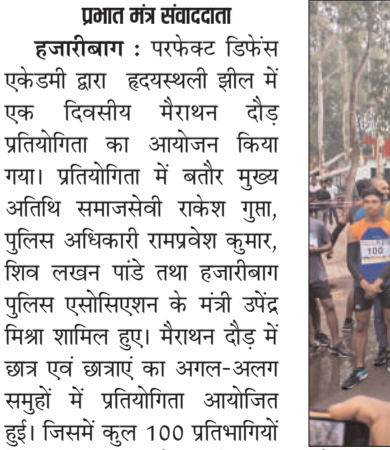 प्रभात मंत्र संवाददाता
हजारीबाग : परफेक्ट डिफेंस
एकेडमी द्वारा हृदयस्थली झील में
एक दिवसीय मैराथन दौड़
प्रतियोगिता का आयोजन किया
गया। प्रतियोगिता में बतौर मुख्य
अतिथि समाजसेवी राकेश गुप्ता,
पुलिस अधिकारी रामप्रवेश कुमार,
शिव लखन पांडे तथा हजारीबाग
पुलिस एसोसिएशन के मंत्री उपेंद्र
मिश्रा शामिल हुए। मैराथन दौड़ में
छात्र एवं छात्राएं का अगल-अलग
समुहों में प्रतियोगिता आयोजित
हुई। जिसमें कुल 100 प्रतिभागियों
100